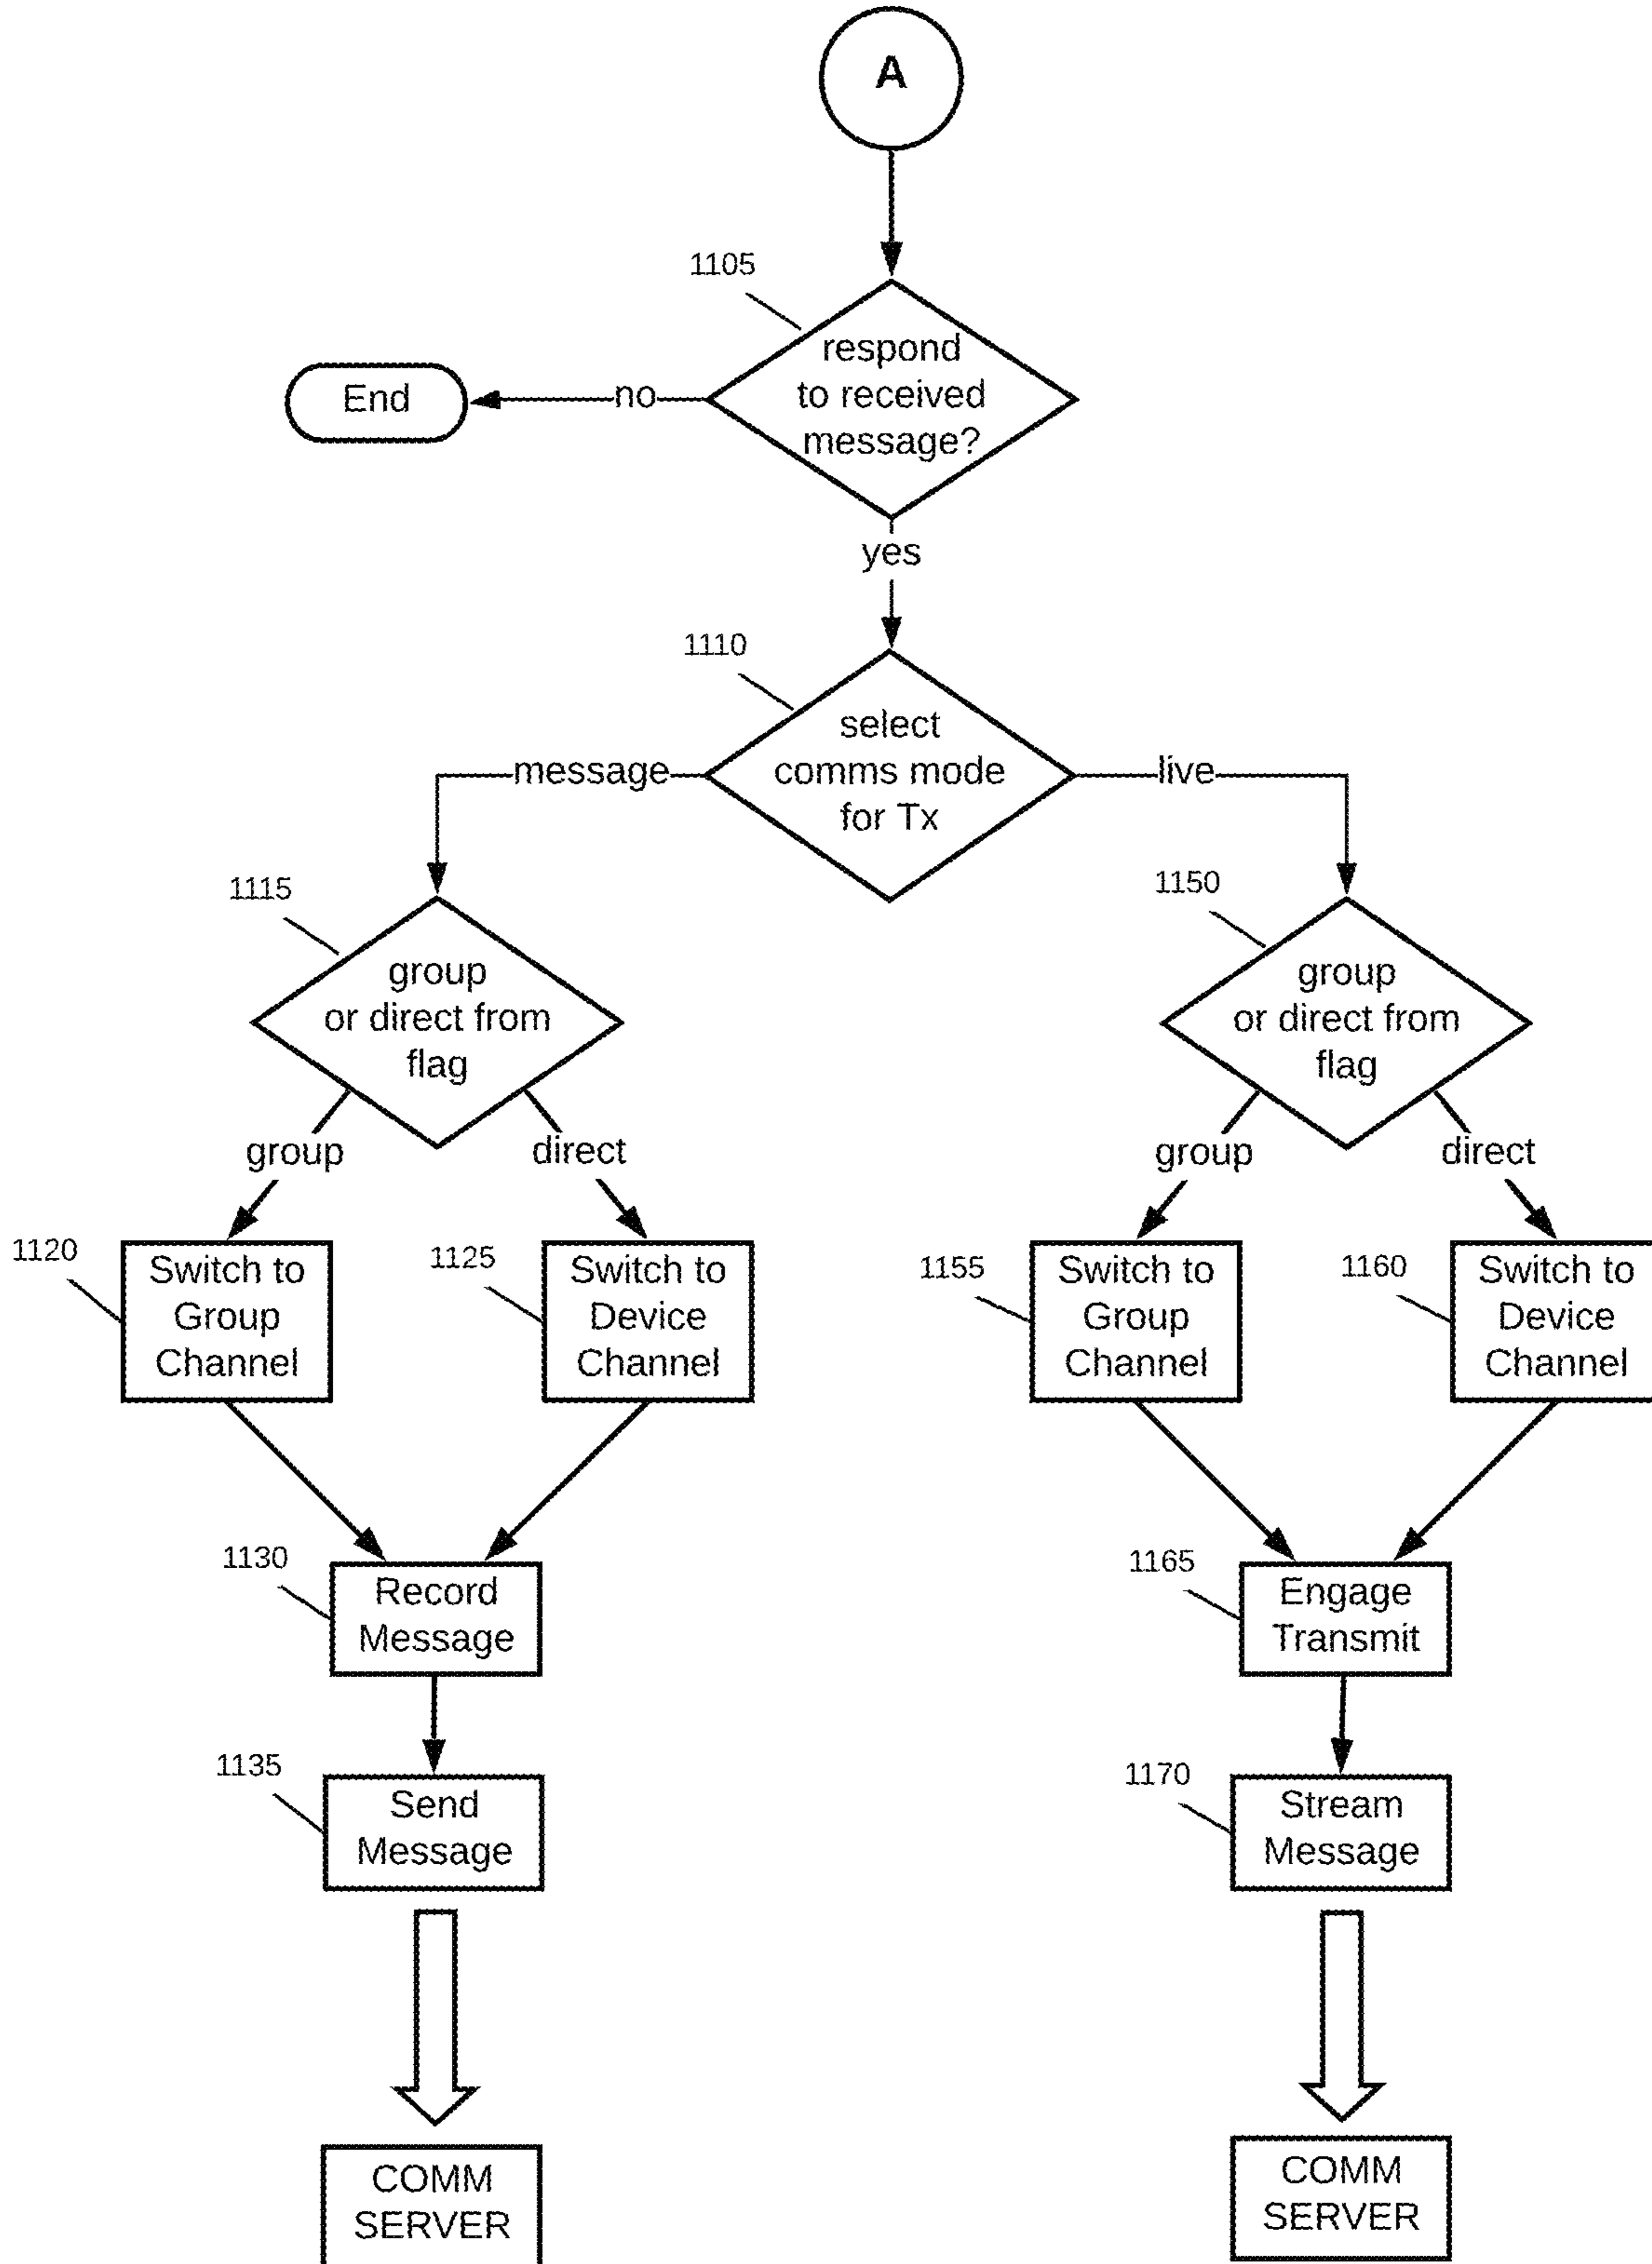 A
1105
respond
to received
message?
no
End
yes
1110
select
comms mode
for Tx
message
live
1115
group
or direct from
flag
1150
group
or direct from
flag
group
direct
group
direct
1120
Switch to
Group
Channel
1125
Switch to
Device
Channel
1155
Switch to
Group
Channel
1160
Switch to
Device
Channel
1130
Record
Message
1165
Engage
Transmit
1135
Send
Message
1170
Stream
Message
COMM
SERVER
COMM
SERVER